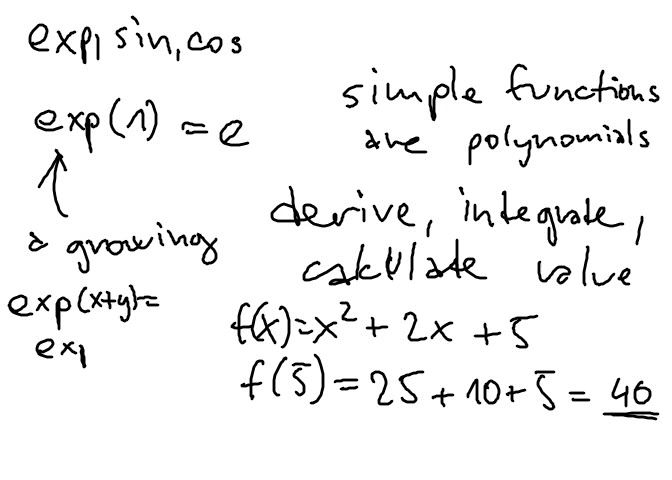 exp, sin, cos
exp(1) = e
a growing
exp(x+y)=
exp
simple functions
are polynomials
derive, integrate,
calculate value
f(x)=x² + 2x + 5
f(5) = 25 + 10 + 5 = 40